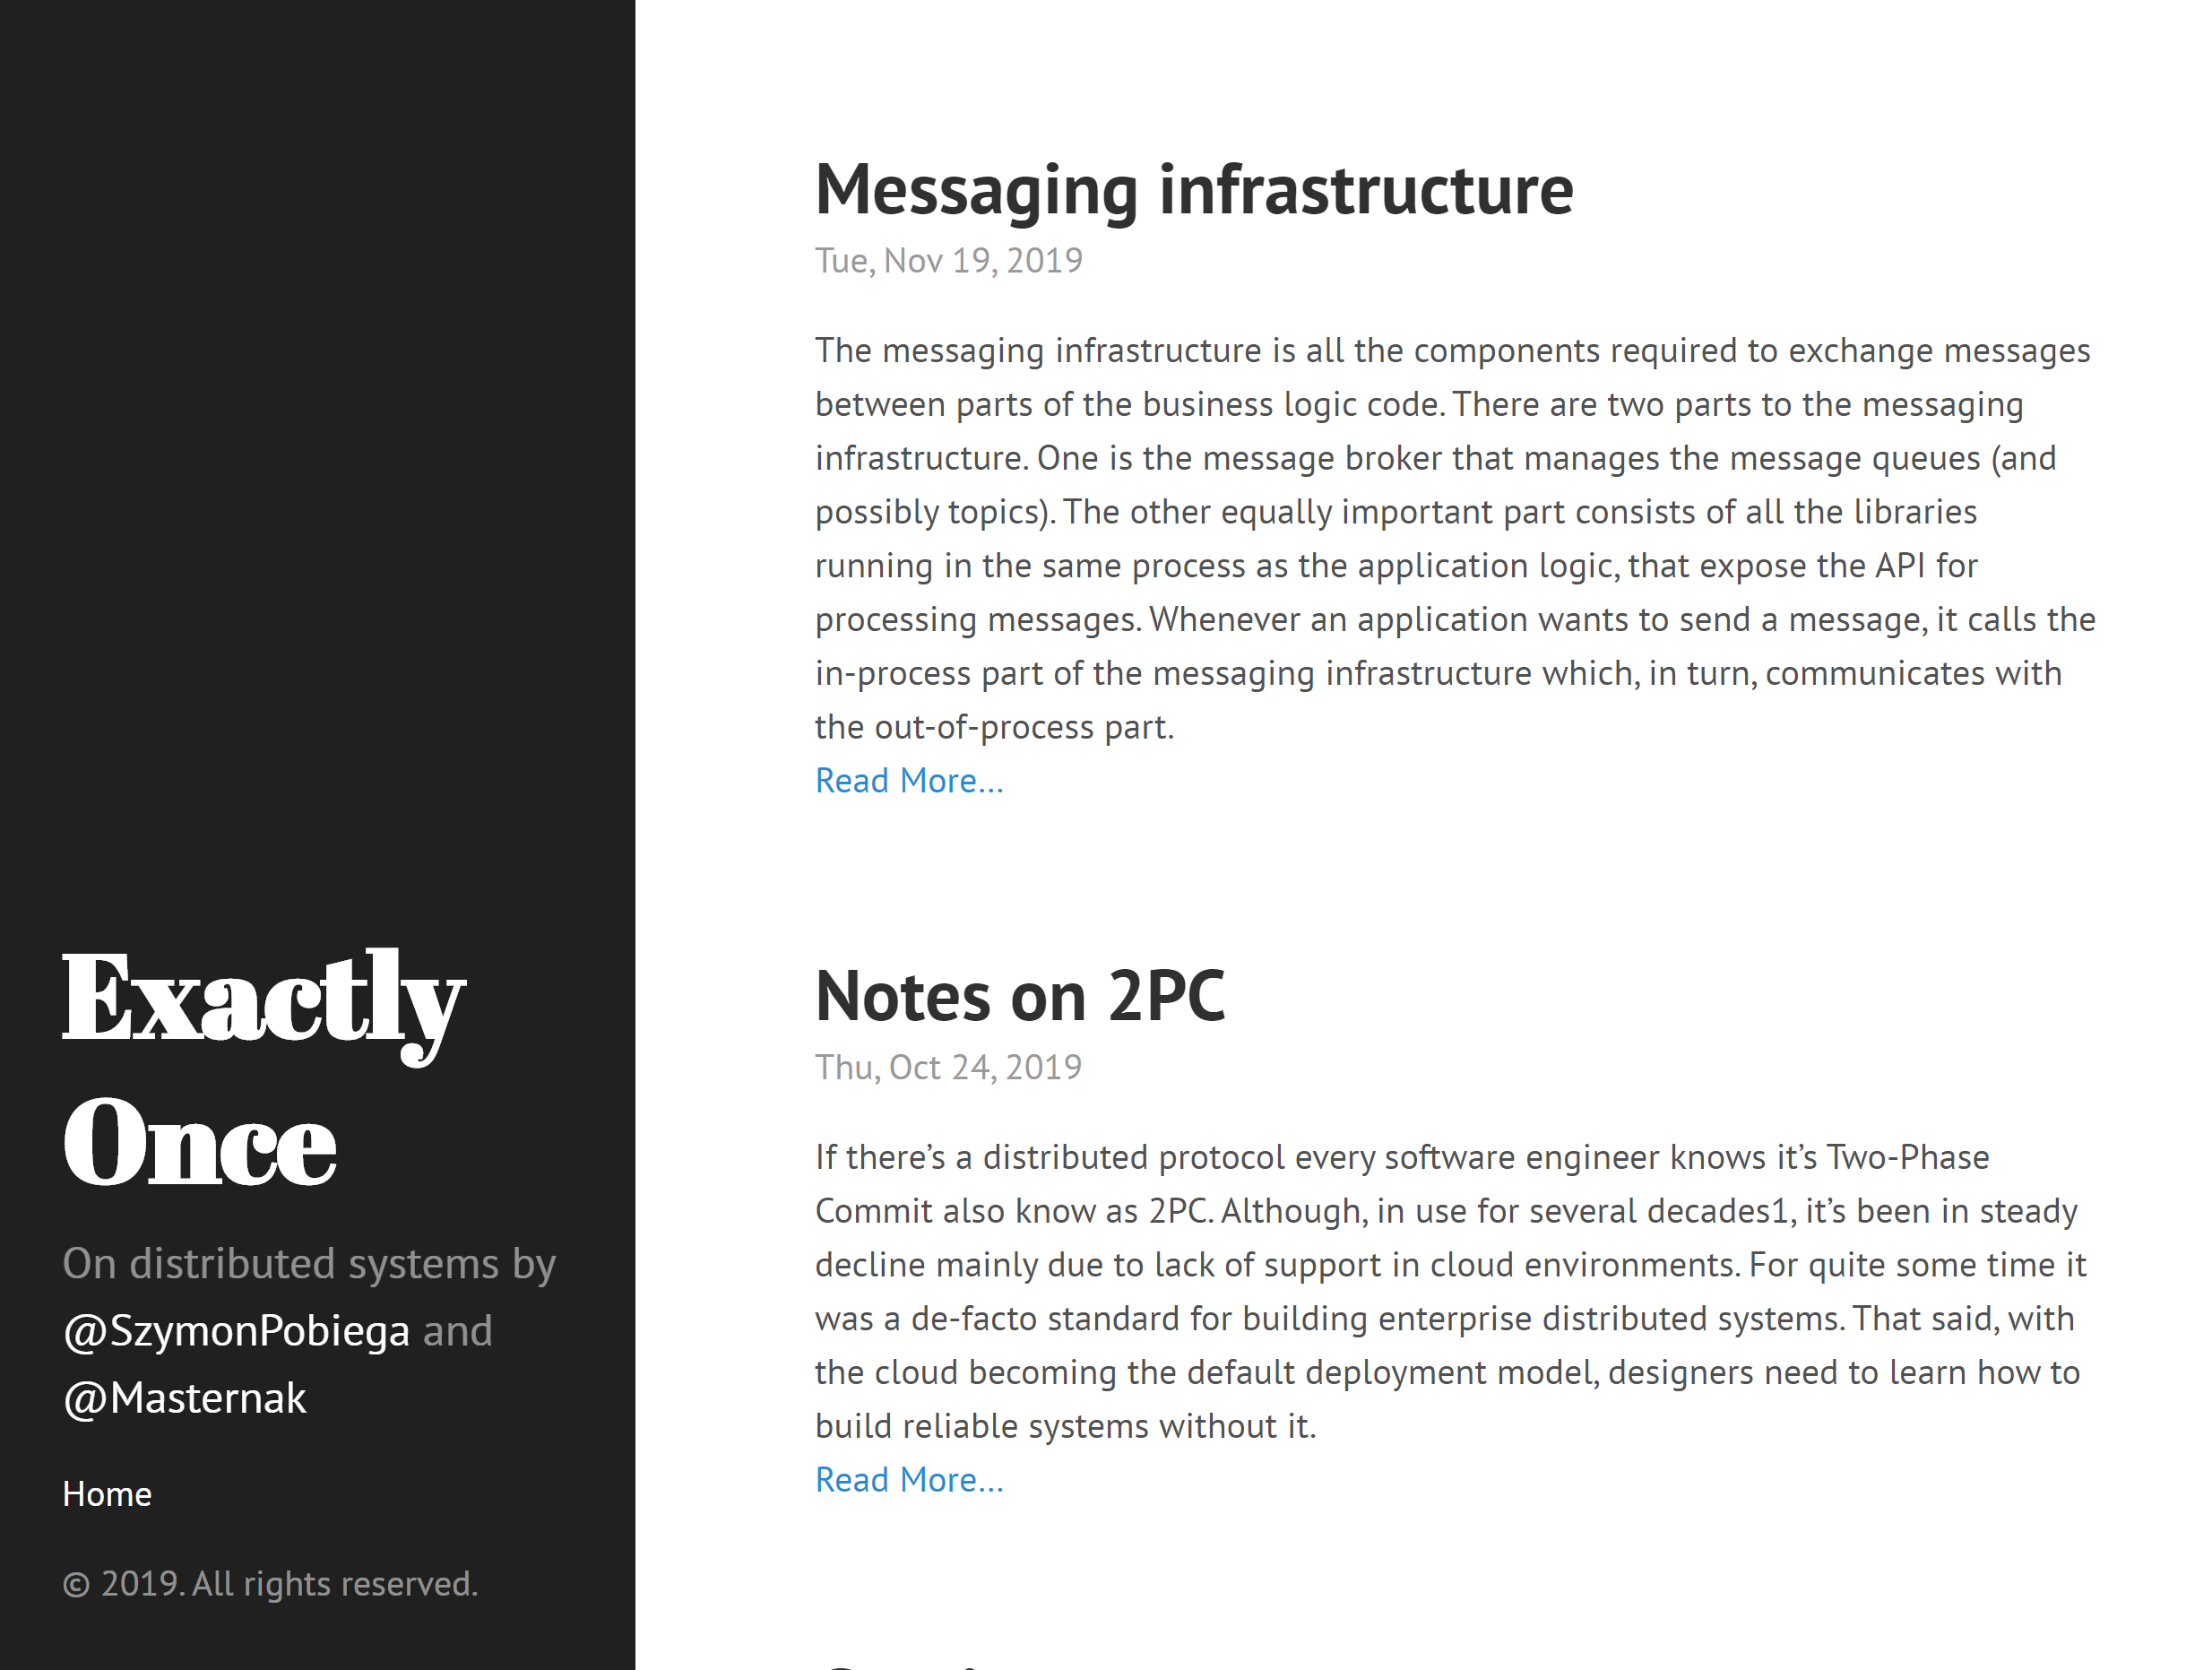 Exactly
Once
On distributed systems by
@SzymonPobiega and
@Masternak
Home
© 2019. All rights reserved.
Messaging infrastructure
Tue, Nov 19, 2019
The messaging infrastructure is all the components required to exchange messages
between parts of the business logic code. There are two parts to the messaging
infrastructure. One is the message broker that manages the message queues (and
possibly topics). The other equally important part consists of all the libraries
running in the same process as the application logic, that expose the API for
processing messages. Whenever an application wants to send a message, it calls the
in-process part of the messaging infrastructure which, in turn, communicates with
the out-of-process part.
Read More…
Notes on 2PC
Thu, Oct 24, 2019
If there’s a distributed protocol every software engineer knows it’s Two-Phase
Commit also know as 2PC. Although, in use for several decades1, it’s been in steady
decline mainly due to lack of support in cloud environments. For quite some time it
was a de-facto standard for building enterprise distributed systems. That said, with
the cloud becoming the default deployment model, designers need to learn how to
build reliable systems without it.
Read More…